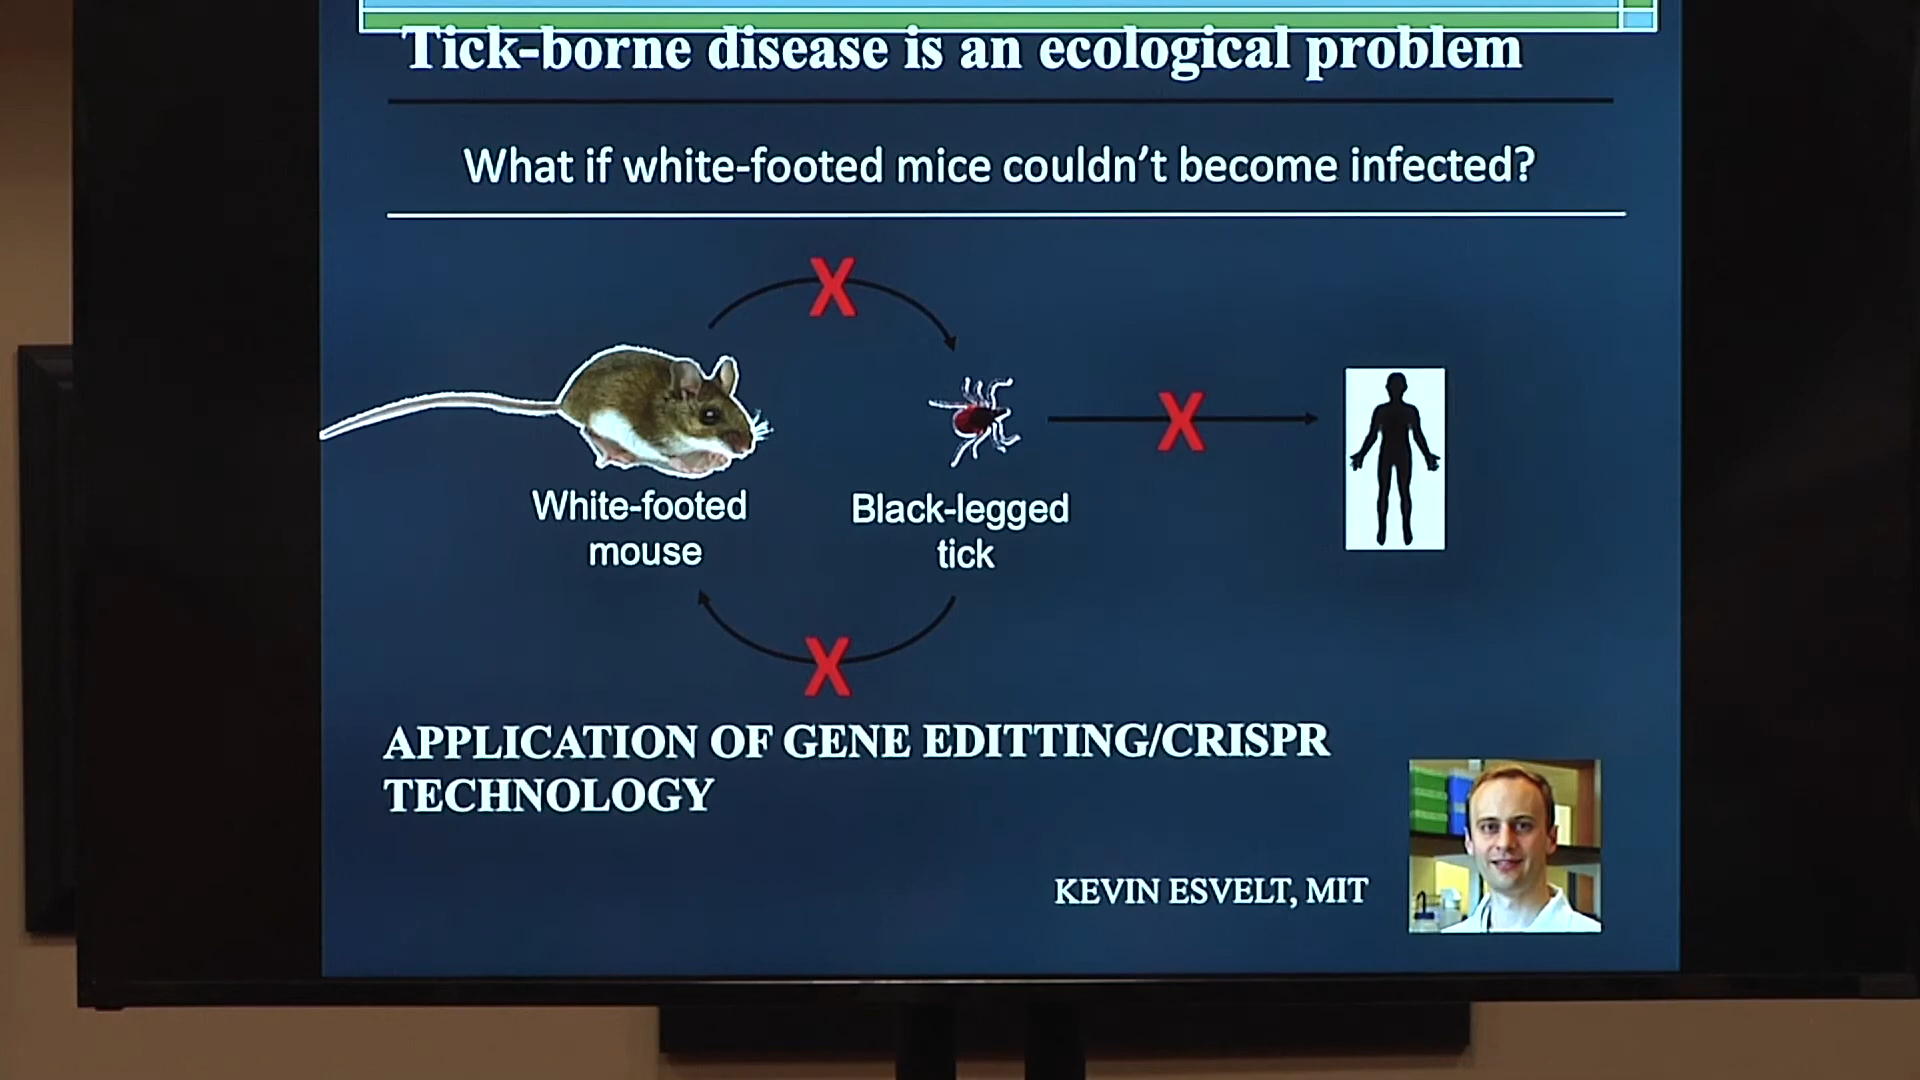 Tick-borne disease is an ecological problem
What if white-footed mice couldn’t become infected?
White-footed
mouse
Black-legged
tick
APPLICATION OF GENE EDITTING/CRISPR
TECHNOLOGY
KEVIN ESVELT, MIT